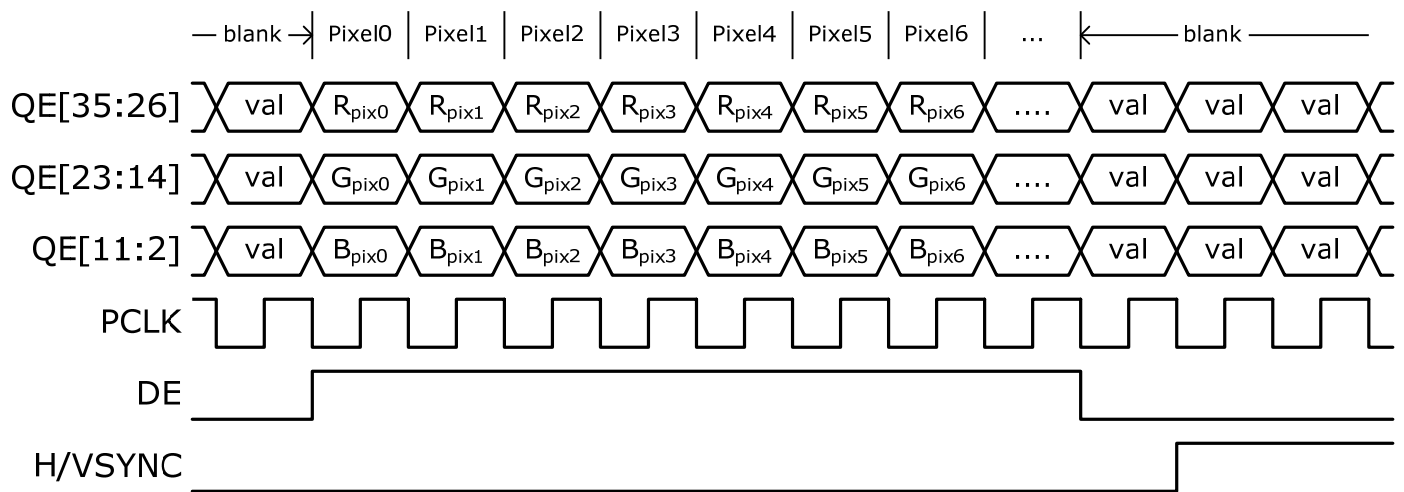 blank Pixel0 Pixel1 Pixel2 Pixel3 Pixel4 Pixel5 Pixel6 ... blank
QE[35:26] val Rpix0 Rpix1 Rpix2 Rpix3 Rpix4 Rpix5 Rpix6 .... val val val
QE[23:14] val Gpix0 Gpix1 Gpix2 Gpix3 Gpix4 Gpix5 Gpix6 .... val val val
QE[11:2] val Bpix0 Bpix1 Bpix2 Bpix3 Bpix4 Bpix5 Bpix6 .... val val val
PCLK
DE
H/VSYNC